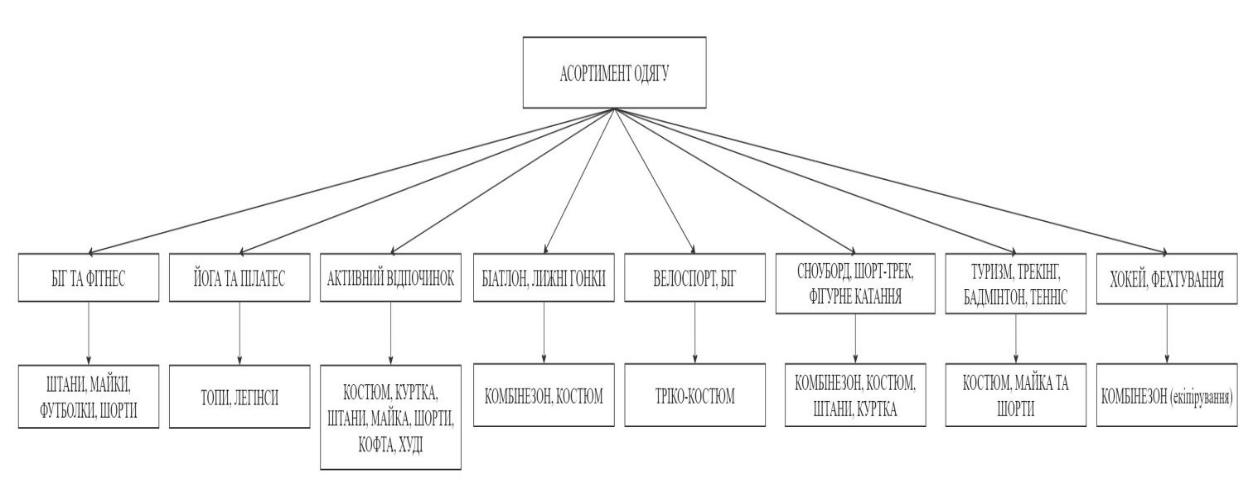 АСОРТИМЕНТ ОДЯГУ
БІГ ТА ФІТНЕС
ЙОГА ТА ПІЛАТЕС
АКТИВНИЙ ВІДПОЧИНОК
БІАТЛОН, ЛИЖНІ ГОНКИ
ВЕЛОСПОРТ, БІГ
СНОУБОРД, ШОРТ-ТРЕК,
ФІГУРНЕ КАТАННЯ
ТУРИЗМ, ТРЕКІНГ,
БАДМІНТОН, ТЕННІС
ХОКЕЙ, ФЕХТУВАННЯ
ШТАНИ, МАЙКИ,
ФУТБОЛКИ, ШОРТИ
ТОПИ, ЛЕГІНСИ
КОСТЮМ, КУРТКА,
ШТАНИ, МАЙКА, ШОРТИ,
КОФТА, ХУДІ
КОМБІНЕЗОН, КОСТЮМ
ТРІКО-КОСТЮМ
КОМБІНЕЗОН, КОСТЮМ,
ШТАНИ, КУРТКА
КОСТЮМ, МАЙКА ТА
ШОРТИ
КОМБІНЕЗОН (екіпірування)